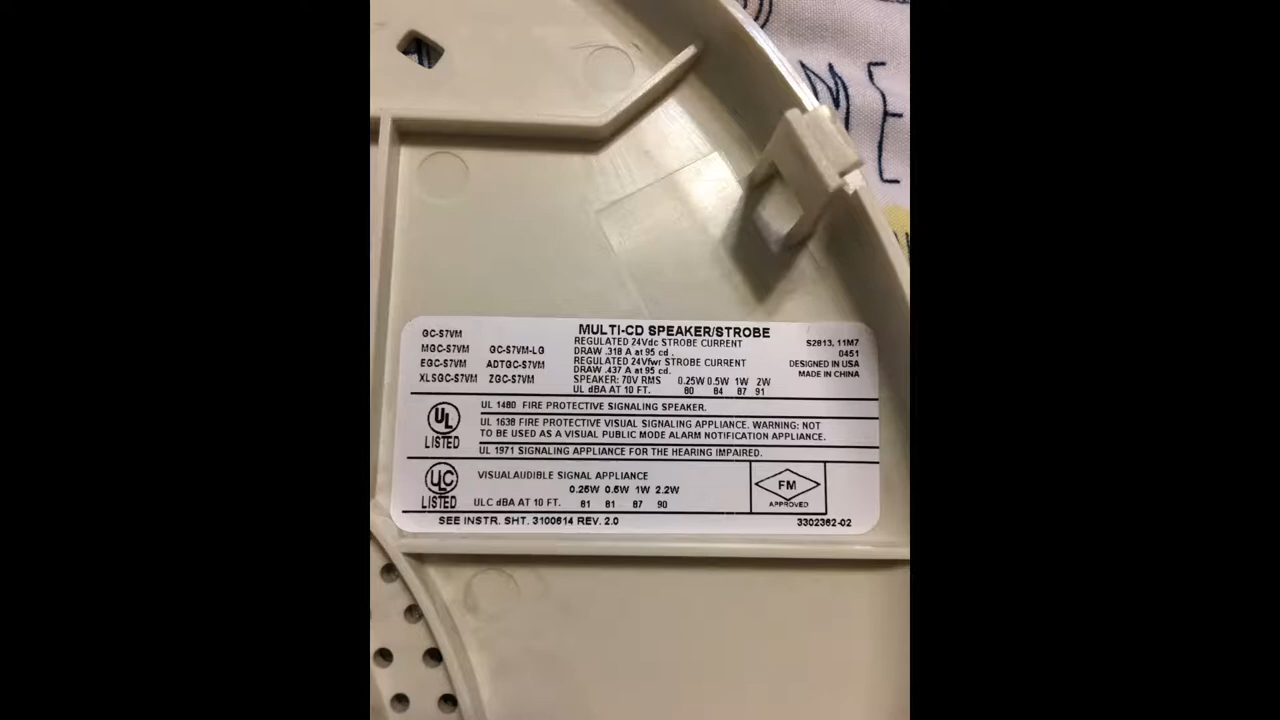 ME
GC-S7VM
MGC-S7VM GC-S7VM-LG
EGC-S7VM ADTGC-S7VM
XLSGC-S7VM ZGC-S7VM
MULTI-CD SPEAKER/STROBE
REGULATED 24Vdc STROBE CURRENT
DRAW .318 A at 95 cd .
REGULATED 24Vfwr STROBE CURRENT
DRAW .437 A at 95 cd.
SPEAKER: 70V RMS 0.25W 0.5W 1W 2W
UL dBA AT 10 FT. 80 84 87 91
S2813, 11M7
0451
DESIGNED IN USA
MADE IN CHINA
UL
LISTED
UL 1480 FIRE PROTECTIVE SIGNALING SPEAKER.
UL 1638 FIRE PROTECTIVE VISUAL SIGNALING APPLIANCE. WARNING: NOT
TO BE USED AS A VISUAL PUBLIC MODE ALARM NOTIFICATION APPLIANCE.
UL 1971 SIGNALING APPLIANCE FOR THE HEARING IMPAIRED.
ULC
LISTED
VISUALAUDIBLE SIGNAL APPLIANCE
0.25W 0.5W 1W 2.2W
ULC dBA AT 10 FT. 81 81 87 90
FM
APPROVED
SEE INSTR. SHT. 3100614 REV. 2.0
3302362-02